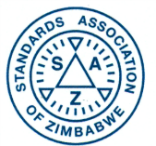 STANDARDS ASSOCIATION
OF ZIMBABWE
S A
Z